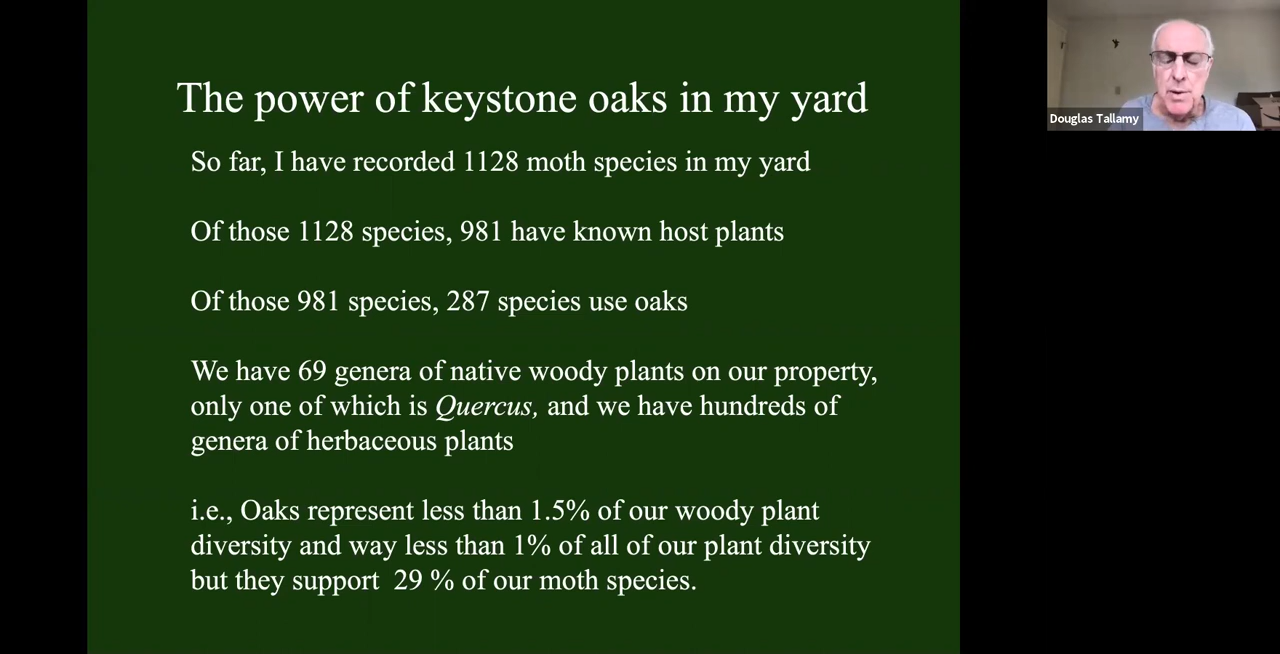 The power of keystone oaks in my yard
So far, I have recorded 1128 moth species in my yard
Of those 1128 species, 981 have known host plants
Of those 981 species, 287 species use oaks
We have 69 genera of native woody plants on our property,
only one of which is Quercus, and we have hundreds of
genera of herbaceous plants
i.e., Oaks represent less than 1.5% of our woody plant
diversity and way less than 1% of all of our plant diversity
but they support  29 % of our moth species.
Douglas Tallamy